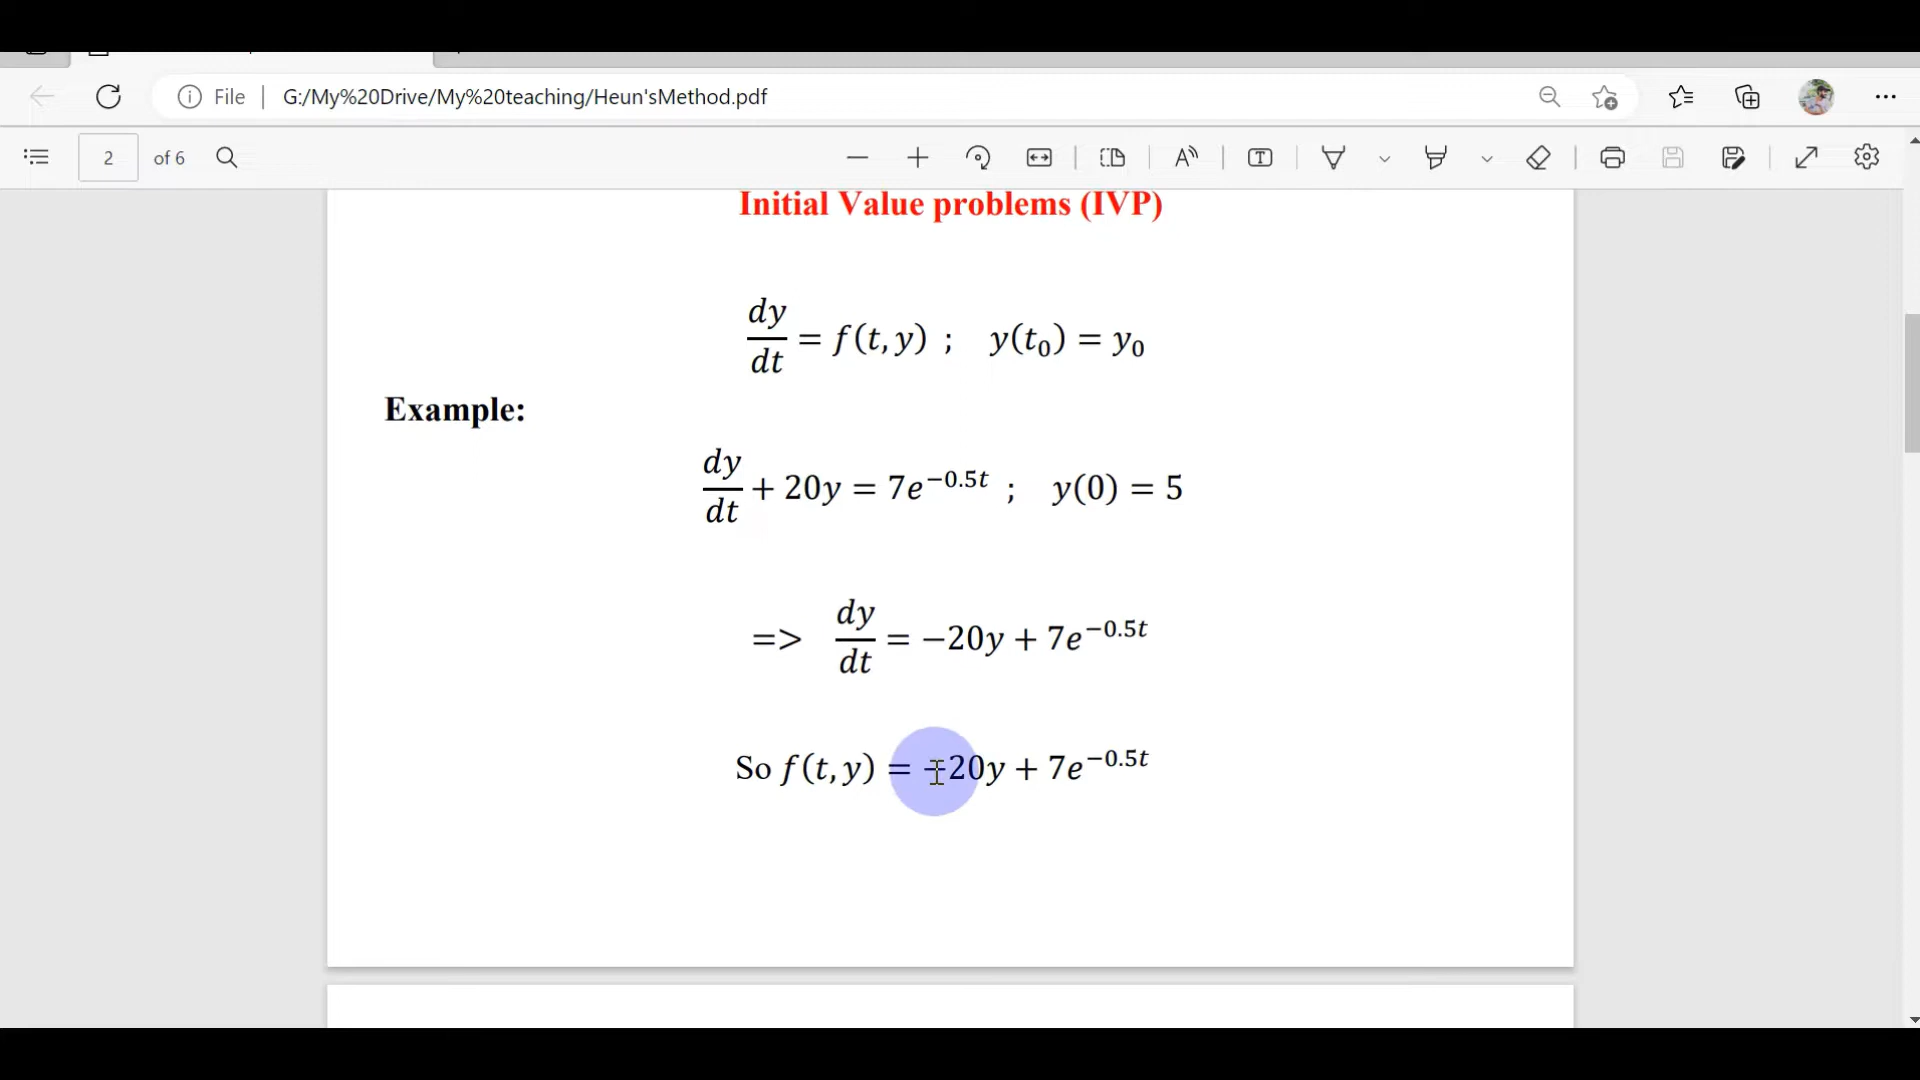 File | G:/My%20Drive/My%20teaching/Heun'sMethod.pdf
2 of 6
Initial Value problems (IVP)
dy/dt = f(t, y) ; y(t₀) = y₀
Example:
dy/dt + 20y = 7e^{−0.5t} ; y(0) = 5
=> dy/dt = −20y + 7e^{−0.5t}
So f(t, y) = −20y + 7e^{−0.5t}